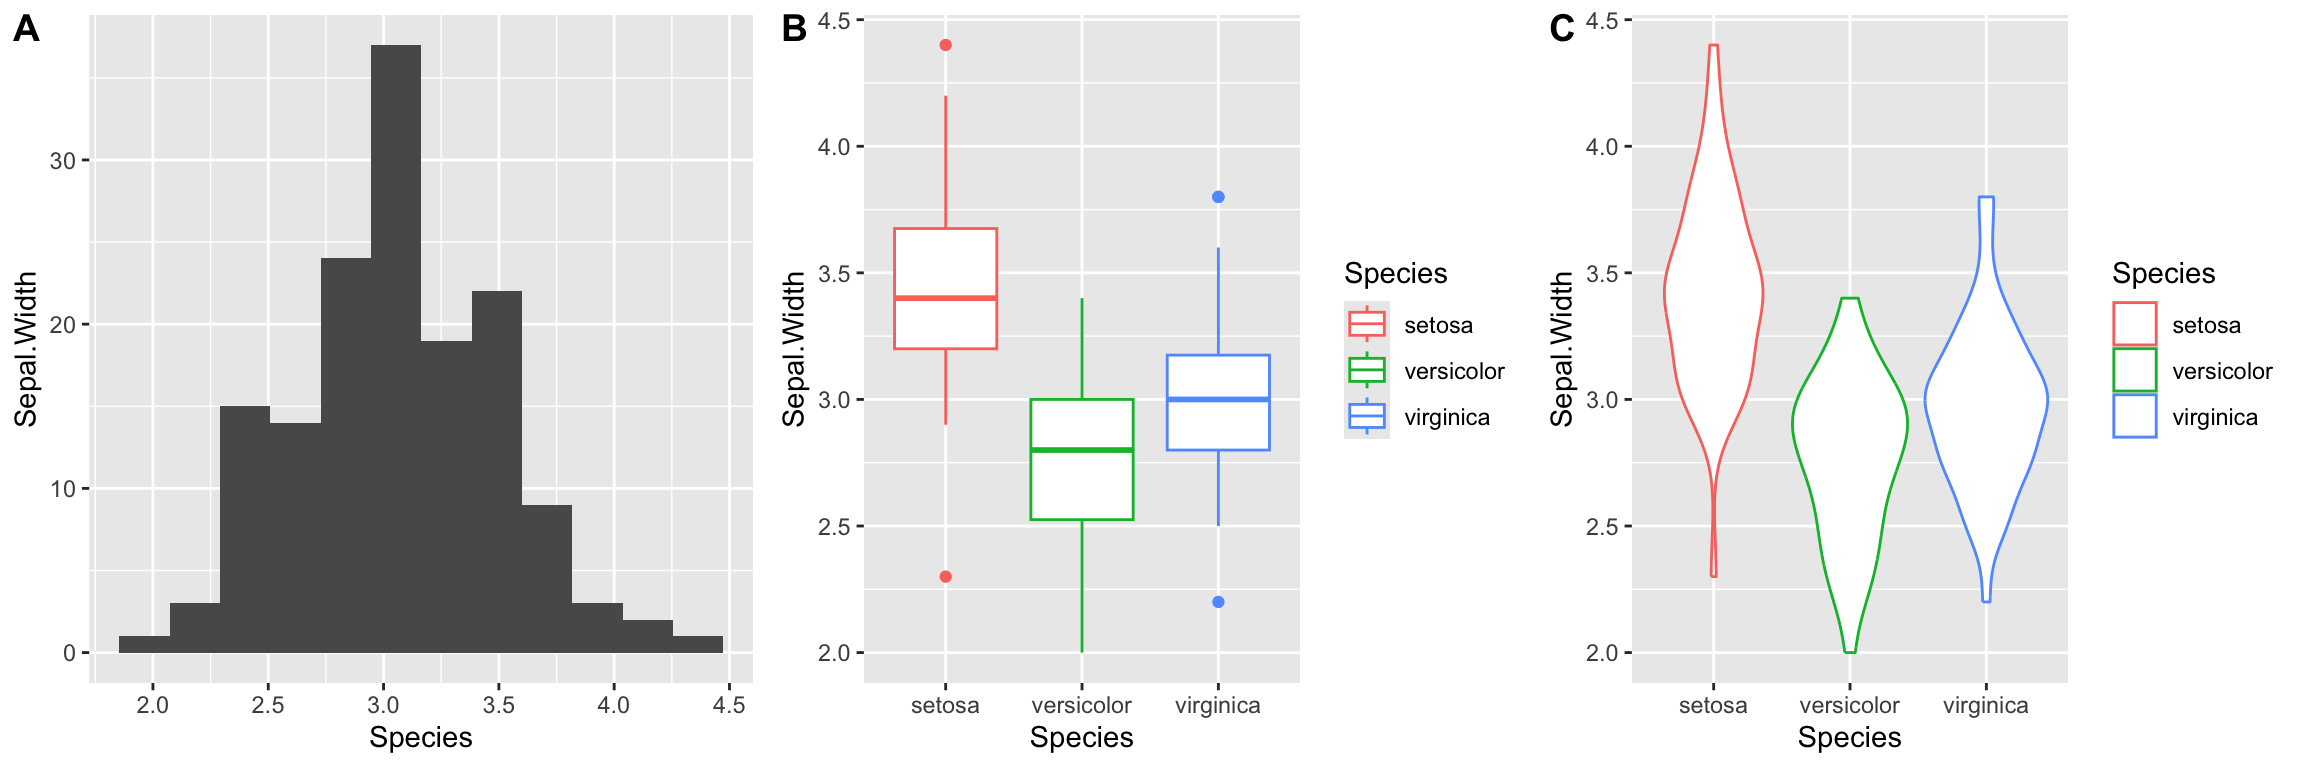 A
Sepal.Width
30
20
10
0
2.0 2.5 3.0 3.5 4.0 4.5
Species
B
Sepal.Width
4.5
4.0
3.5
3.0
2.5
2.0
setosa versicolor virginica
Species
Species
setosa
versicolor
virginica
C
Sepal.Width
4.5
4.0
3.5
3.0
2.5
2.0
setosa versicolor virginica
Species
Species
setosa
versicolor
virginica